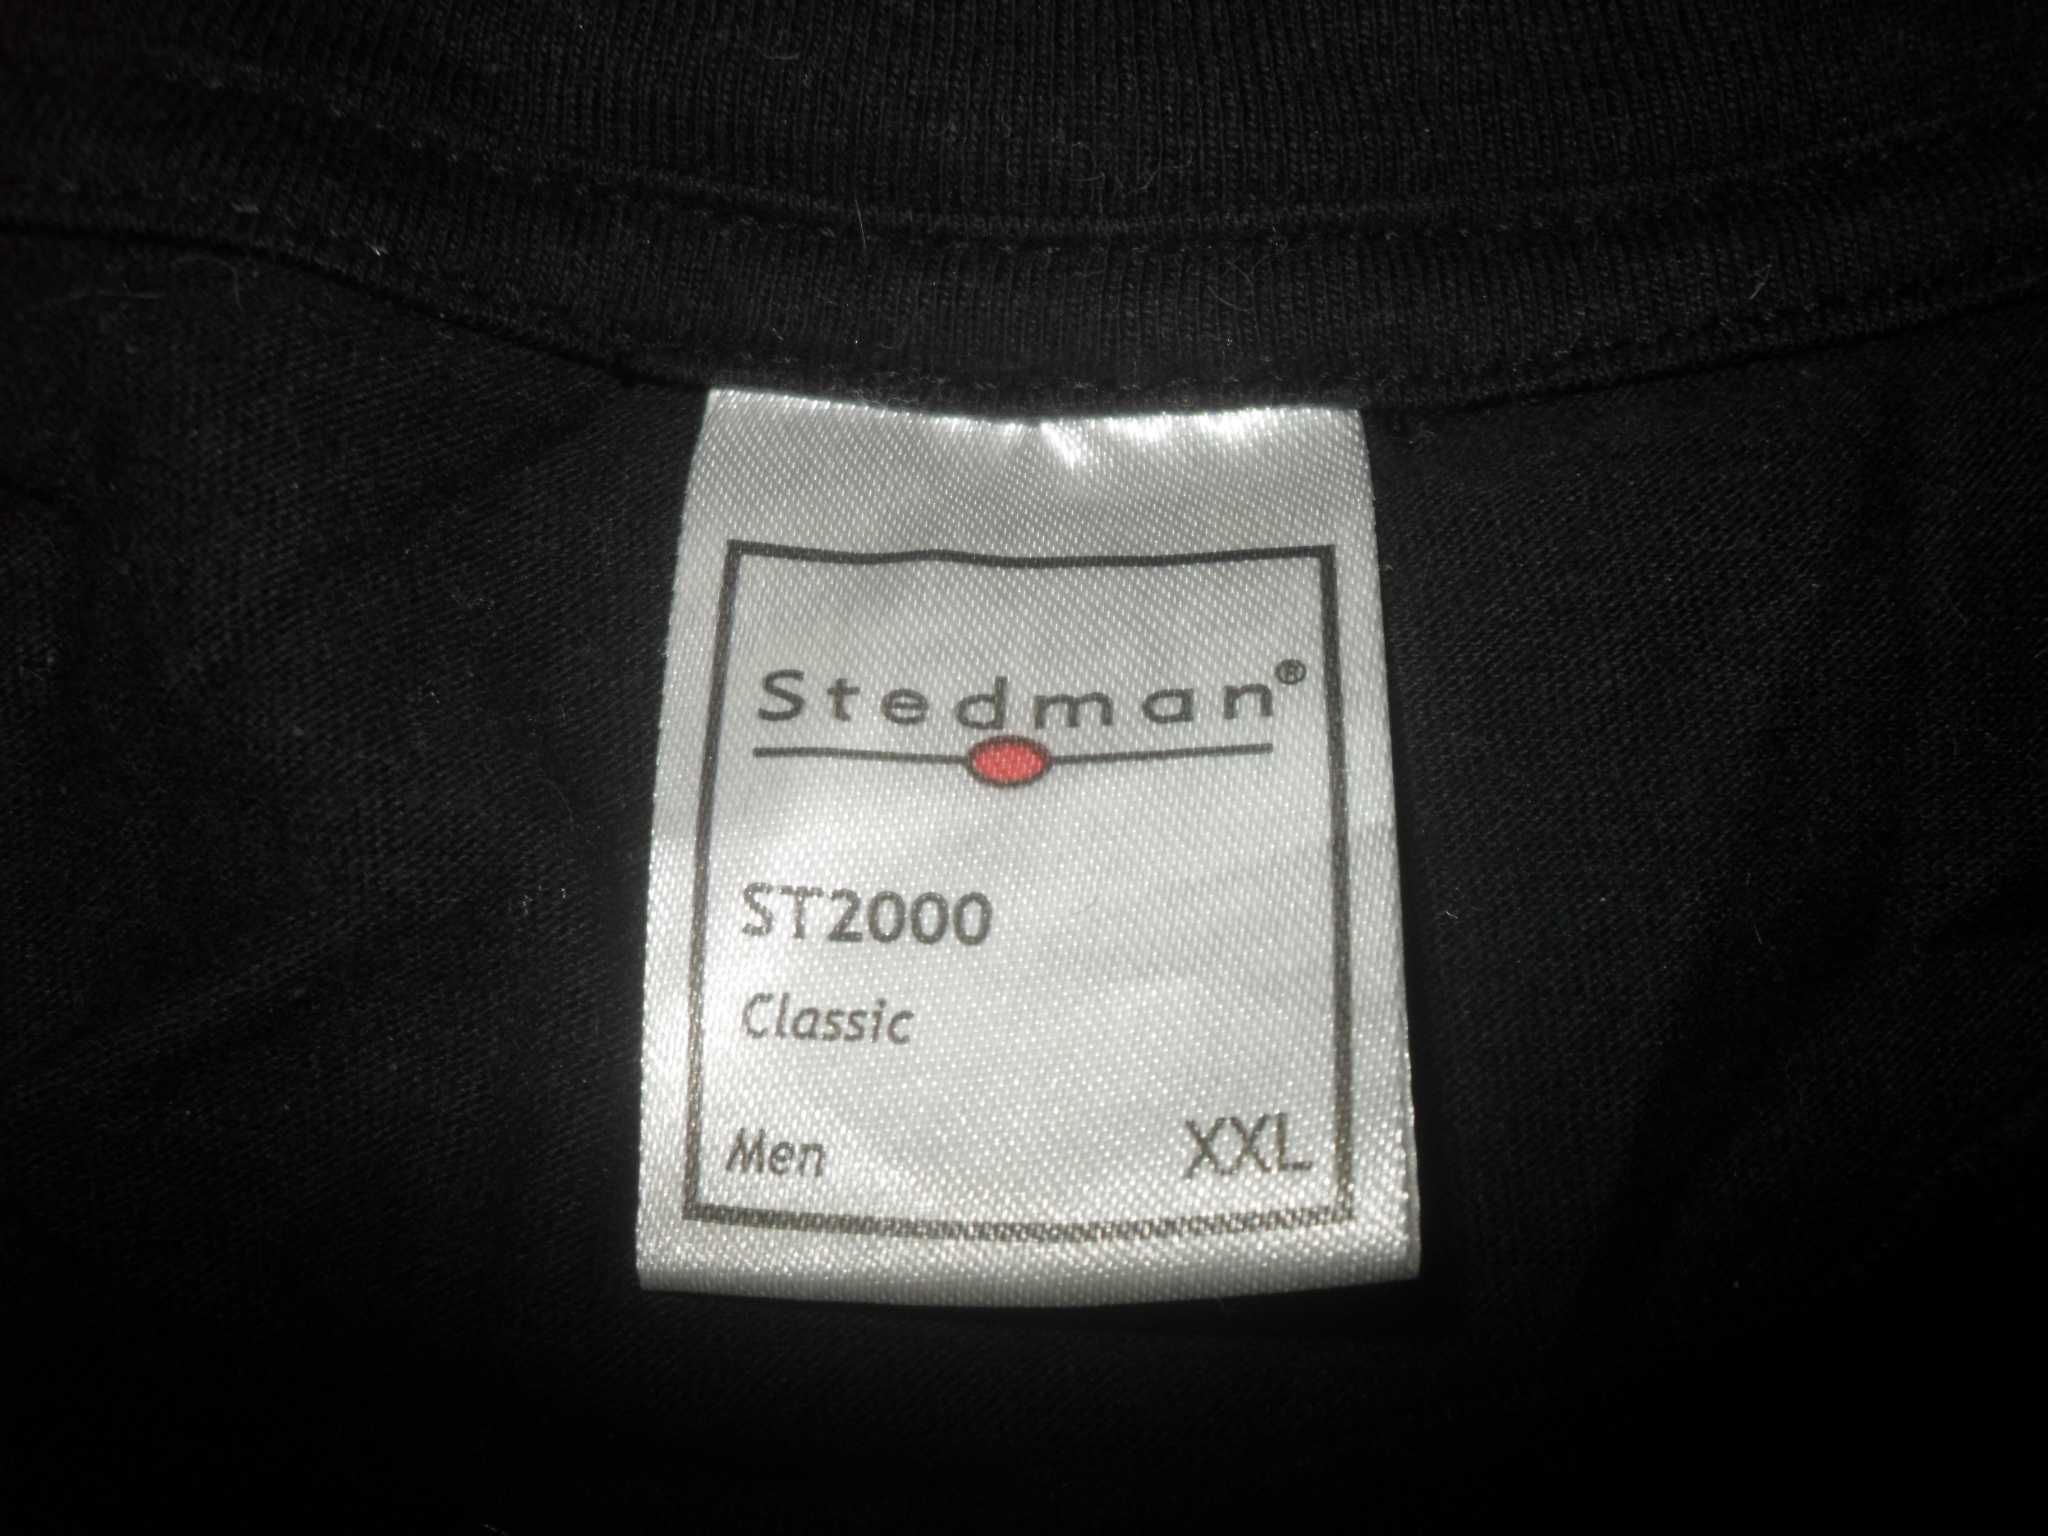 Stedman®
ST2000
Classic
Men XXL